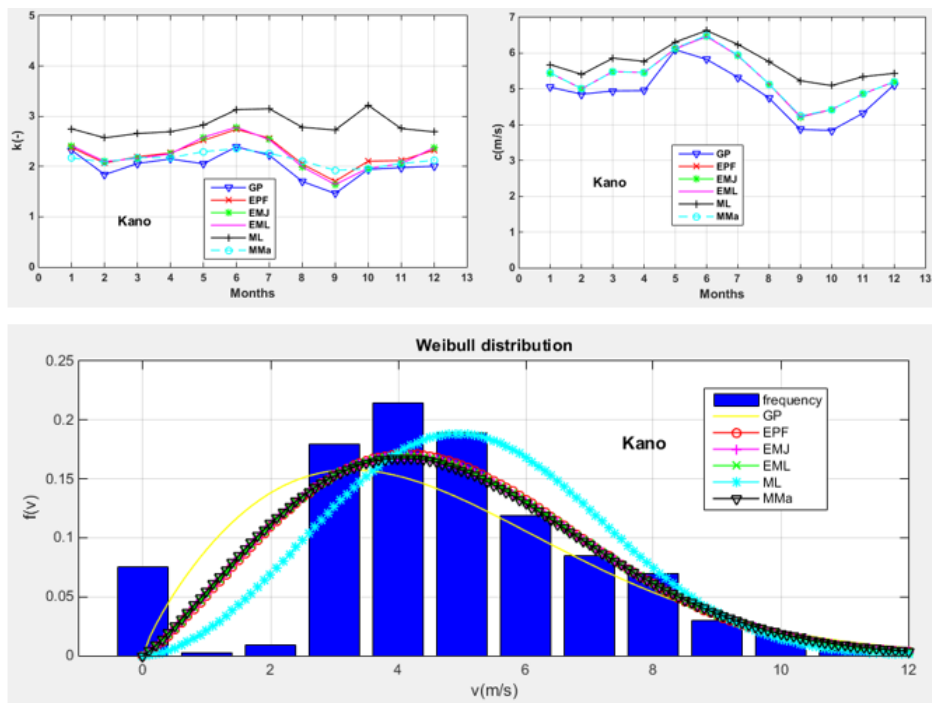 5
4
3
2
1
0
k(-)
0 1 2 3 4 5 6 7 8 9 10 11 12 13
Months
Kano
GP
EPF
EMJ
EML
ML
MMa
7
6
5
4
3
2
1
0
c(m/s)
0 1 2 3 4 5 6 7 8 9 10 11 12 13
Months
Kano
GP
EPF
EMJ
EML
ML
MMa
Weibull distribution
0.25
0.2
0.15
0.1
0.05
0
f(v)
0 2 4 6 8 10 12
v(m/s)
Kano
frequency
GP
EPF
EMJ
EML
ML
MMa